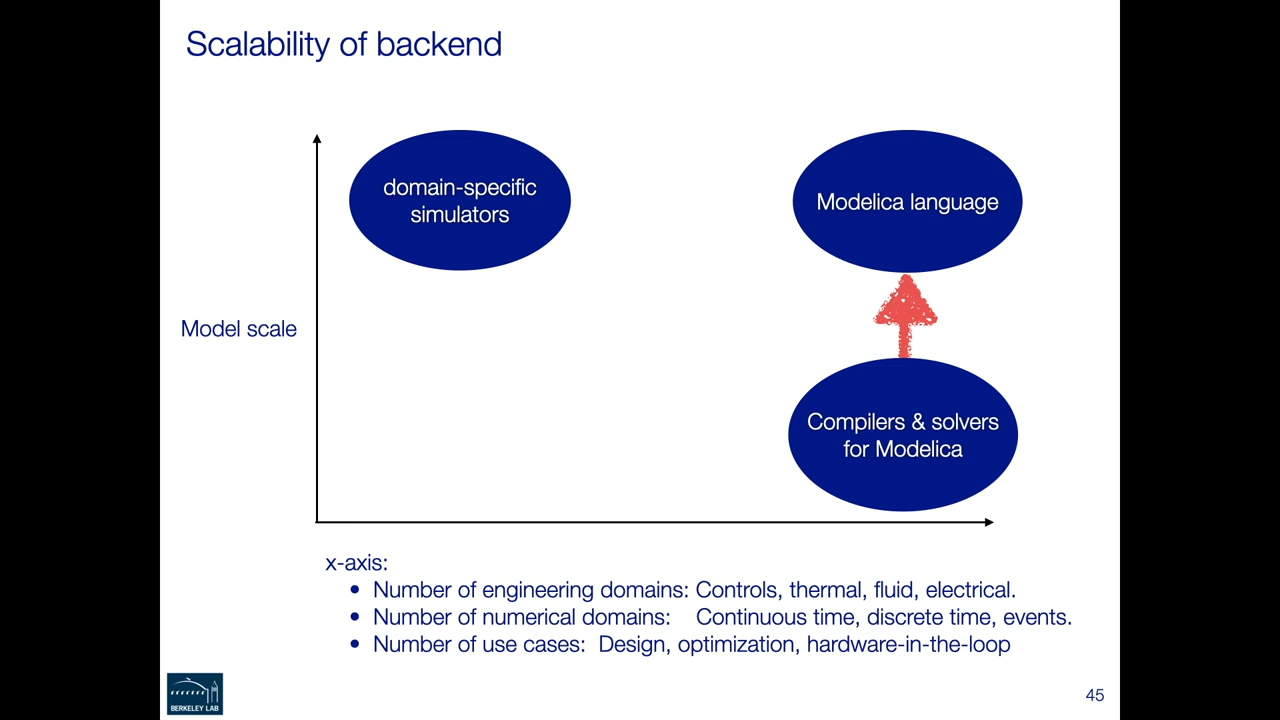 Scalability of backend
domain-specific
simulators
Modelica language
Model scale
Compilers & solvers
for Modelica
x-axis:
• Number of engineering domains: Controls, thermal, fluid, electrical.
• Number of numerical domains: Continuous time, discrete time, events.
• Number of use cases: Design, optimization, hardware-in-the-loop
BERKELEY LAB
45